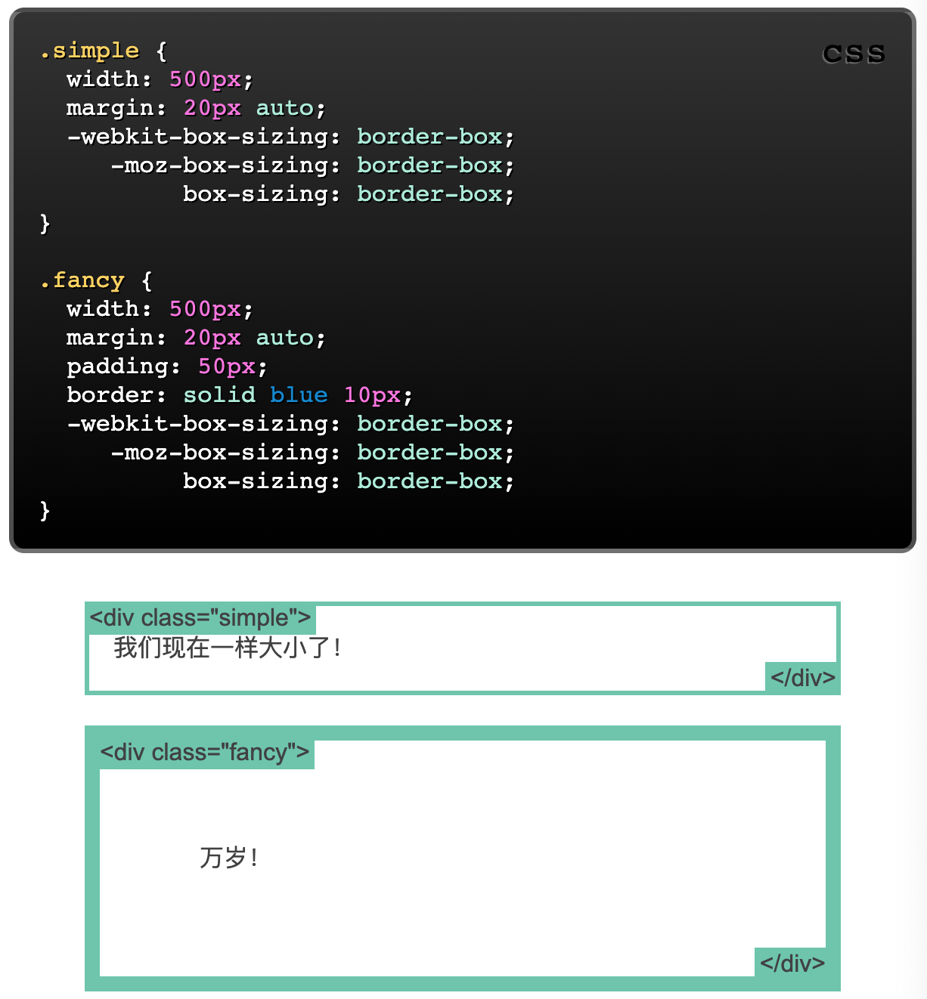 css
.simple {
  width: 500px;
  margin: 20px auto;
  -webkit-box-sizing: border-box;
     -moz-box-sizing: border-box;
          box-sizing: border-box;
}

.fancy {
  width: 500px;
  margin: 20px auto;
  padding: 50px;
  border: solid blue 10px;
  -webkit-box-sizing: border-box;
     -moz-box-sizing: border-box;
          box-sizing: border-box;
}
<div class="simple">
我们现在一样大小了!
</div>
<div class="fancy">
万岁!
</div>